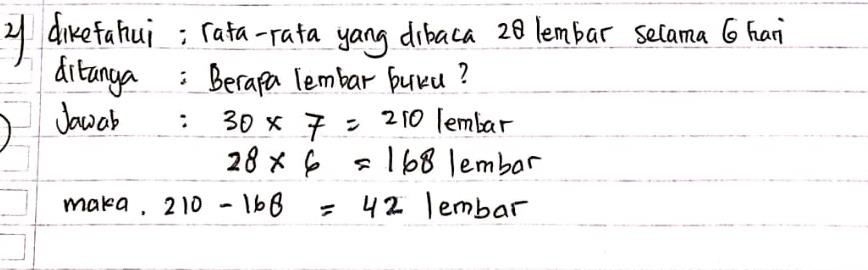 2) diketahui : rata-rata yang dibaca 28 lembar selama 6 hari
ditanya : Berapa lembar buku ?
Jawab : 30 x 7 = 210 lembar
28 x 6 = 168 lembar
maka . 210 - 168 = 42 lembar